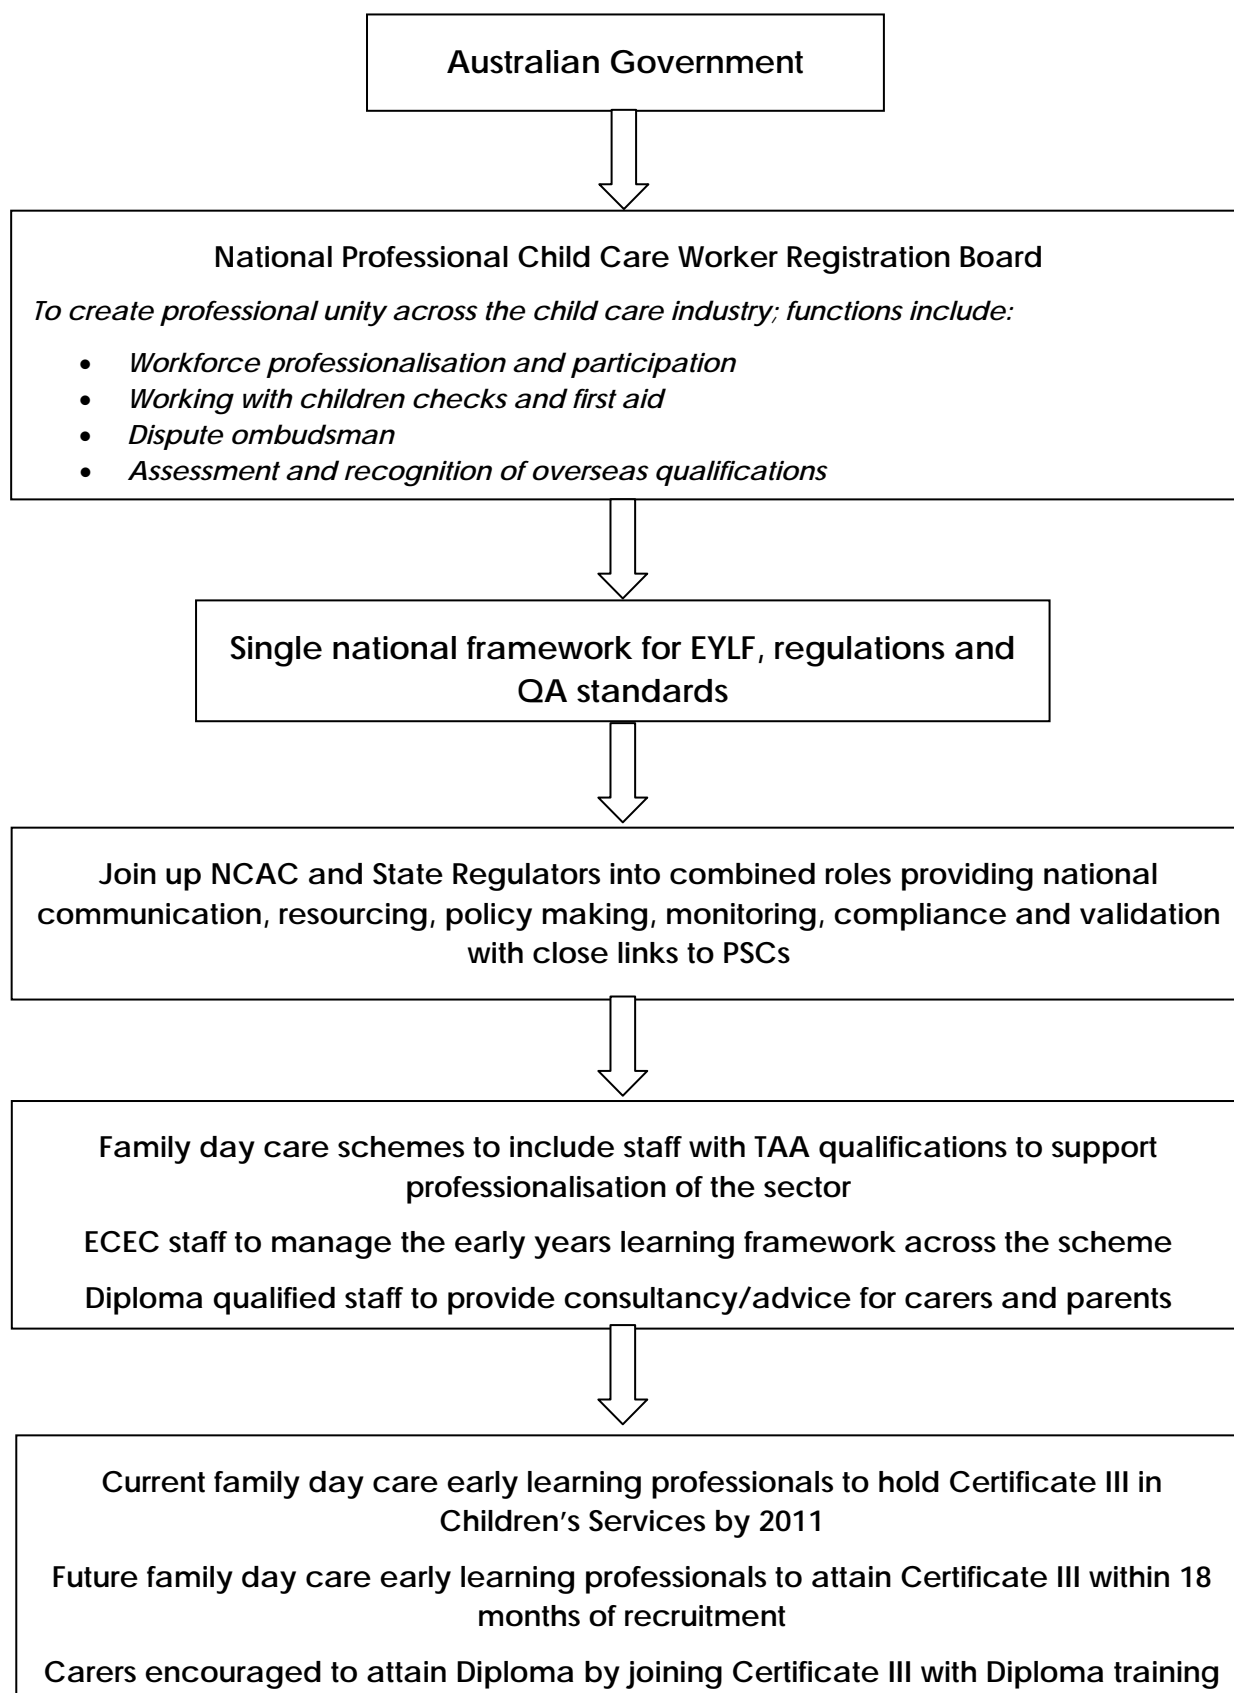 Australian Government
National Professional Child Care Worker Registration Board
To create professional unity across the child care industry; functions include:
• Workforce professionalisation and participation
• Working with children checks and first aid
• Dispute ombudsman
• Assessment and recognition of overseas qualifications
Single national framework for EYLF, regulations and
QA standards
Join up NCAC and State Regulators into combined roles providing national
communication, resourcing, policy making, monitoring, compliance and validation
with close links to PSCs
Family day care schemes to include staff with TAA qualifications to support
professionalisation of the sector
ECEC staff to manage the early years learning framework across the scheme
Diploma qualified staff to provide consultancy/advice for carers and parents
Current family day care early learning professionals to hold Certificate III in
Children's Services by 2011
Future family day care early learning professionals to attain Certificate III within 18
months of recruitment
Carers encouraged to attain Diploma by joining Certificate III with Diploma training